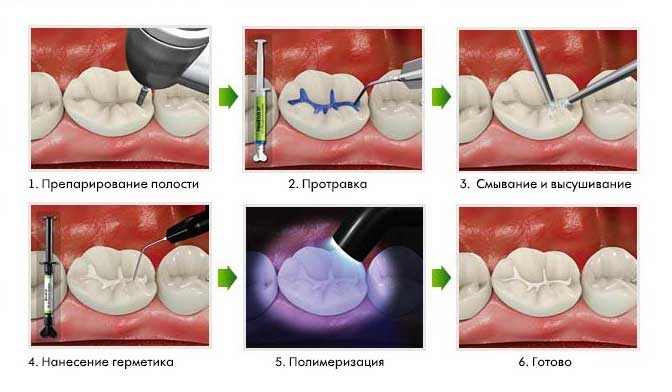 1. Препарирование полости
2. Протравка
3. Смывание и высушивание
4. Нанесение герметика
5. Полимеризация
6. Готово